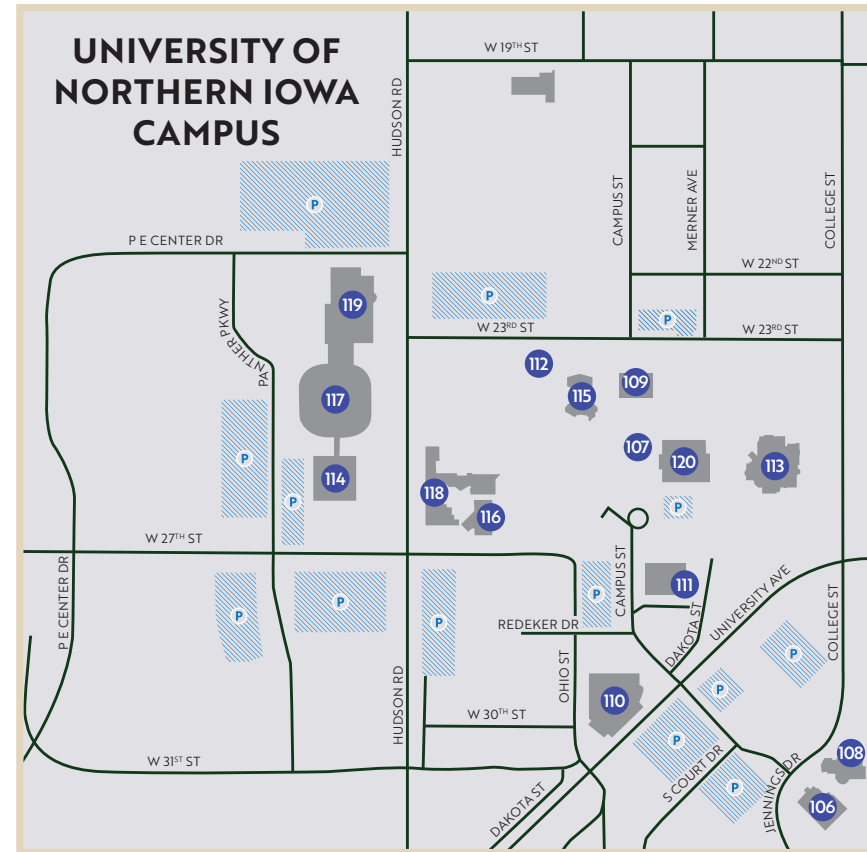 UNIVERSITY OF
NORTHERN IOWA
CAMPUS
W 19TH ST
HUDSON RD
CAMPUS ST
MERNER AVE
COLLEGE ST
P
P E CENTER DR
W 22ND ST
P
P
119
PANTHER PKWY
W 23RD ST
W 23RD ST
112
109
115
117
107
120
113
P
114
118
P
116
P
W 27TH ST
P E CENTER DR
P
P
P
P
CAMPUS ST
111
UNIVERSITY AVE
COLLEGE ST
REDEKER DR
DAKOTA ST
P
HUDSON RD
OHIO ST
P
110
W 30TH ST
P
W 31ST ST
108
S COURT DR
JENNINGS DR
P
DAKOTA ST
106